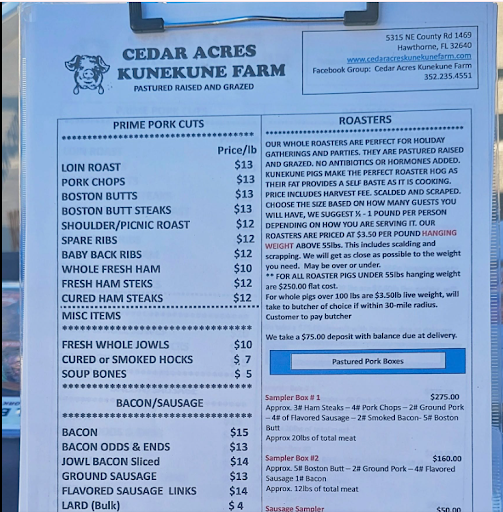 CEDAR ACRES
KUNEKUNE FARM
PASTURED RAISED AND GRAZED
5315 NE County Rd 1469
Hawthorne, FL 32640
www.cedaracreskunekunefarm.com
Facebook Group: Cedar Acres Kunekune Farm
352.235.4551
PRIME PORK CUTS
************************************
Price/lb
LOIN ROAST $13
PORK CHOPS $13
BOSTON BUTTS $13
BOSTON BUTT STEAKS $13
SHOULDER/PICNIC ROAST $12
SPARE RIBS $12
BABY BACK RIBS $12
WHOLE FRESH HAM $10
FRESH HAM STEKS $12
CURED HAM STEAKS $12
************************************
MISC ITEMS
************************************
FRESH WHOLE JOWLS $10
CURED or SMOKED HOCKS $ 7
SOUP BONES $ 5
************************************
BACON/SAUSAGE
************************************
BACON $15
BACON ODDS & ENDS $13
JOWL BACON Sliced $14
GROUND SAUSAGE $13
FLAVORED SAUSAGE LINKS $14
LARD (Bulk) $ 4
ROASTERS
************************************
OUR WHOLE ROASTERS ARE PERFECT FOR HOLIDAY
GATHERINGS AND PARTIES. THEY ARE PASTURED RAISED
AND GRAZED. NO ANTIBIOTICS OR HORMONES ADDED.
KUNEKUNE PIGS MAKE THE PERFECT ROASTER HOG AS
THEIR FAT PROVIDES A SELF BASTE AS IT IS COOKING.
PRICE INCLUDES HARVEST FEE. SCALDED AND SCRAPED.
CHOOSE THE SIZE BASED ON HOW MANY GUESTS YOU
WILL HAVE, WE SUGGEST ½ - 1 POUND PER PERSON
DEPENDING ON HOW YOU ARE SERVING IT. OUR
ROASTERS ARE PRICED AT $3.50 PER POUND HANGING
WEIGHT ABOVE 55lbs. This includes scalding and
scrapping. We will get as close as possible to the weight
you need. May be over or under.
** FOR ALL ROASTER PIGS UNDER 55lbs hanging weight
are $250.00 flat cost.
For whole pigs over 100 lbs are $3.50lb live weight, will
take to butcher of choice if within 30-mile radius.
Customer to pay butcher
We take a $75.00 deposit with balance due at delivery.
Pastured Pork Boxes
Sampler Box # 1 $275.00
Approx. 3# Ham Steaks – 4# Pork Chops – 2# Ground Pork
– 4# of Flavored Sausage – 2# Smoked Bacon- 5# Boston
Butt
Approx 20lbs of total meat
Sampler Box #2 $160.00
Approx. 5# Boston Butt – 2# Ground Pork – 4# Flavored
Sausage 1# Bacon
Approx. 12lbs of total meat
Sausage Sampler $50.00